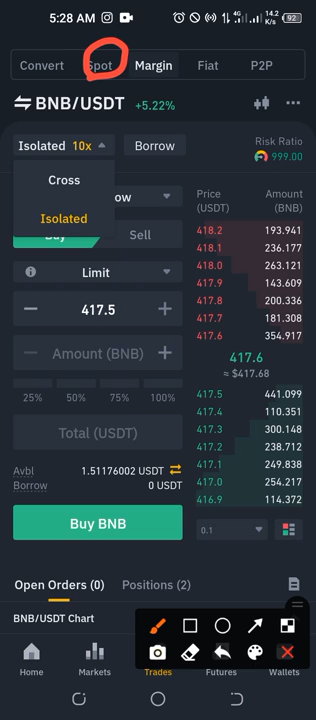 5:28 AM
4G
14.2
K/s
92
Convert Spot Margin Fiat P2P
BNB/USDT +5.22%
Isolated 10x Borrow
Risk Ratio
999.00
Cross
Isolated
ow
Buy Sell
Limit
417.5
Amount (BNB)
25% 50% 75% 100%
Total (USDT)
Avbl 1.51176002 USDT
Borrow 0 USDT
Buy BNB
Price Amount
(USDT) (BNB)
418.2 193.941
418.1 236.177
418.0 263.121
417.9 143.609
417.8 200.336
417.7 181.308
417.6 354.917
417.6
≈ $417.68
417.5 441.099
417.4 110.351
417.3 300.148
417.2 238.712
417.1 249.838
417.0 254.217
416.9 114.372
0.1
Open Orders (0) Positions (2)
BNB/USDT Chart
Home Markets Trades Futures Wallets